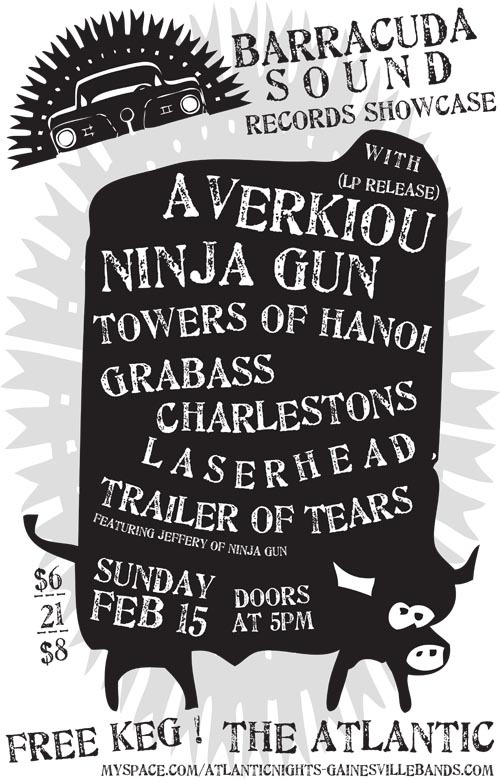 BARRACUDA
SOUND
RECORDS SHOWCASE
WITH
(LP RELEASE)
AVERKIOU
NINJA GUN
TOWERS OF HANOI
GRABASS
CHARLESTONS
LASERHEAD
TRAILER OF TEARS
FEATURING JEFFERY OF NINJA GUN
$6
21
$8
SUNDAY
FEB 15
DOORS
AT 5PM
FREE KEG! THE ATLANTIC
MYSPACE.COM/ATLANTICNIGHTS-GAINESVILLEBANDS.COM